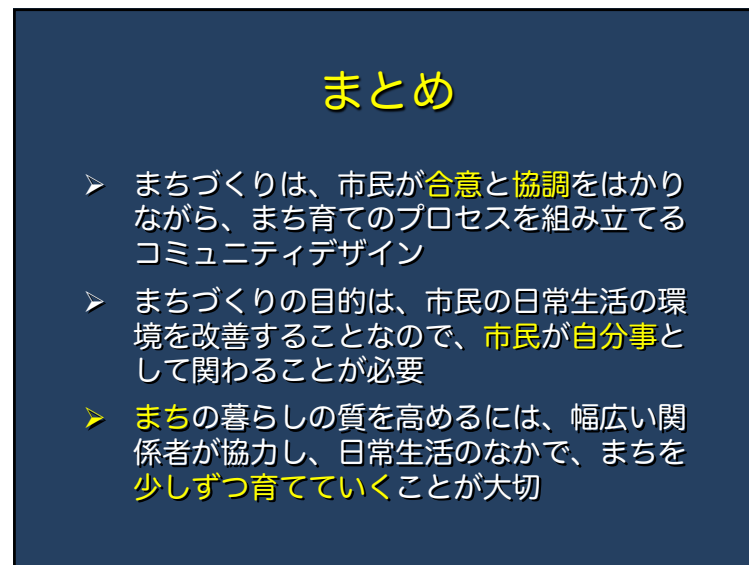 まとめ
➢ まちづくりは、市民が合意と協調をはかり
ながら、まち育てのプロセスを組み立てる
コミュニティデザイン
➢ まちづくりの目的は、市民の日常生活の環
境を改善することなので、市民が自分事と
して関わることが必要
➢ まちの暮らしの質を高めるには、幅広い関
係者が協力し、日常生活のなかで、まちを
少しずつ育てていくことが大切